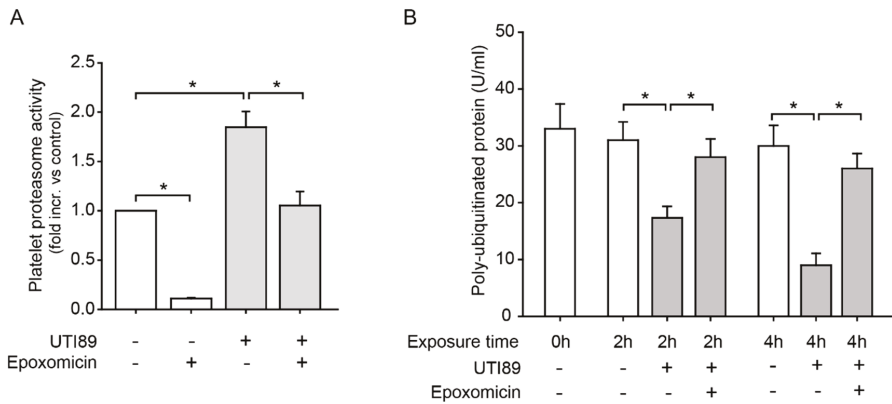 A
Platelet proteasome activity
(fold incr. vs control)
2.5
2.0
1.5
1.0
0.5
0.0
* * *
UTI89 - - + +
Epoxomicin - + - +
B
Poly-ubiquitinated protein (U/ml)
50
40
30
20
10
0
* * * *
Exposure time 0h 2h 2h 2h 4h 4h 4h
UTI89 - - + + - + +
Epoxomicin - - - + - - +